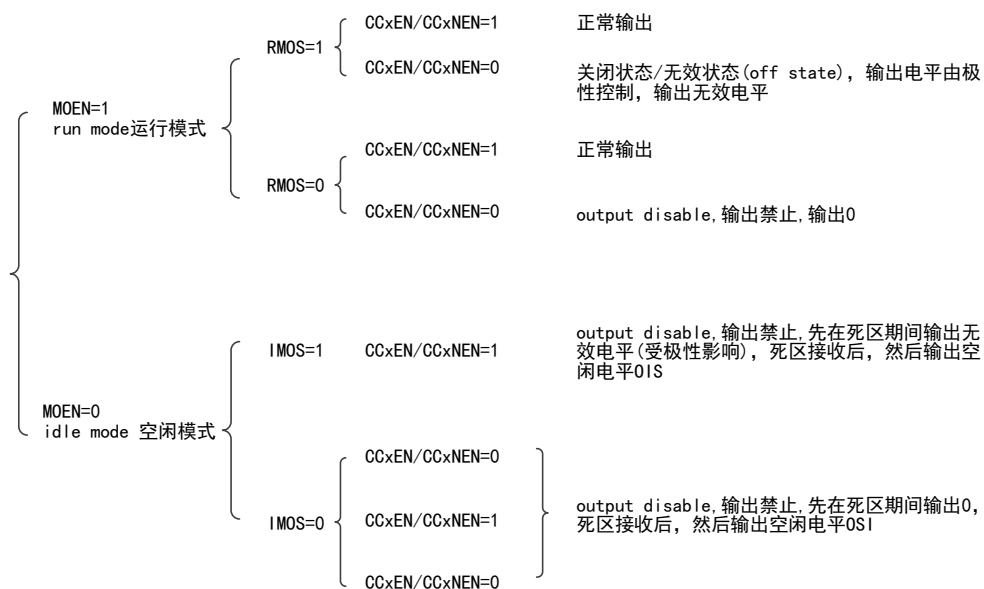 MOEN=1
run mode运行模式
RMOS=1
CCxEN/CCxNEN=1
正常输出
CCxEN/CCxNEN=0
关闭状态/无效状态(off state), 输出电平由极
性控制, 输出无效电平
RMOS=0
CCxEN/CCxNEN=1
正常输出
CCxEN/CCxNEN=0
output disable,输出禁止,输出0
MOEN=0
idle mode 空闲模式
IMOS=1
CCxEN/CCxNEN=1
output disable,输出禁止,先在死区期间输出无
效电平(受极性影响), 死区接收后, 然后输出空
闲电平OIS
IMOS=0
CCxEN/CCxNEN=0
CCxEN/CCxNEN=1
CCxEN/CCxNEN=0
output disable,输出禁止,先在死区期间输出0,
死区接收后, 然后输出空闲电平OSI